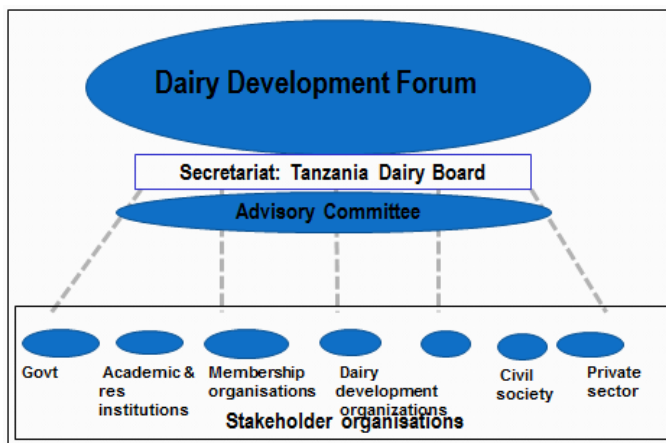 Dairy Development Forum
Secretariat: Tanzania Dairy Board
Advisory Committee
Govt
Academic &
res
institutions
Membership
organisations
Dairy
development
organizations
Civil
society
Private
sector
Stakeholder organisations